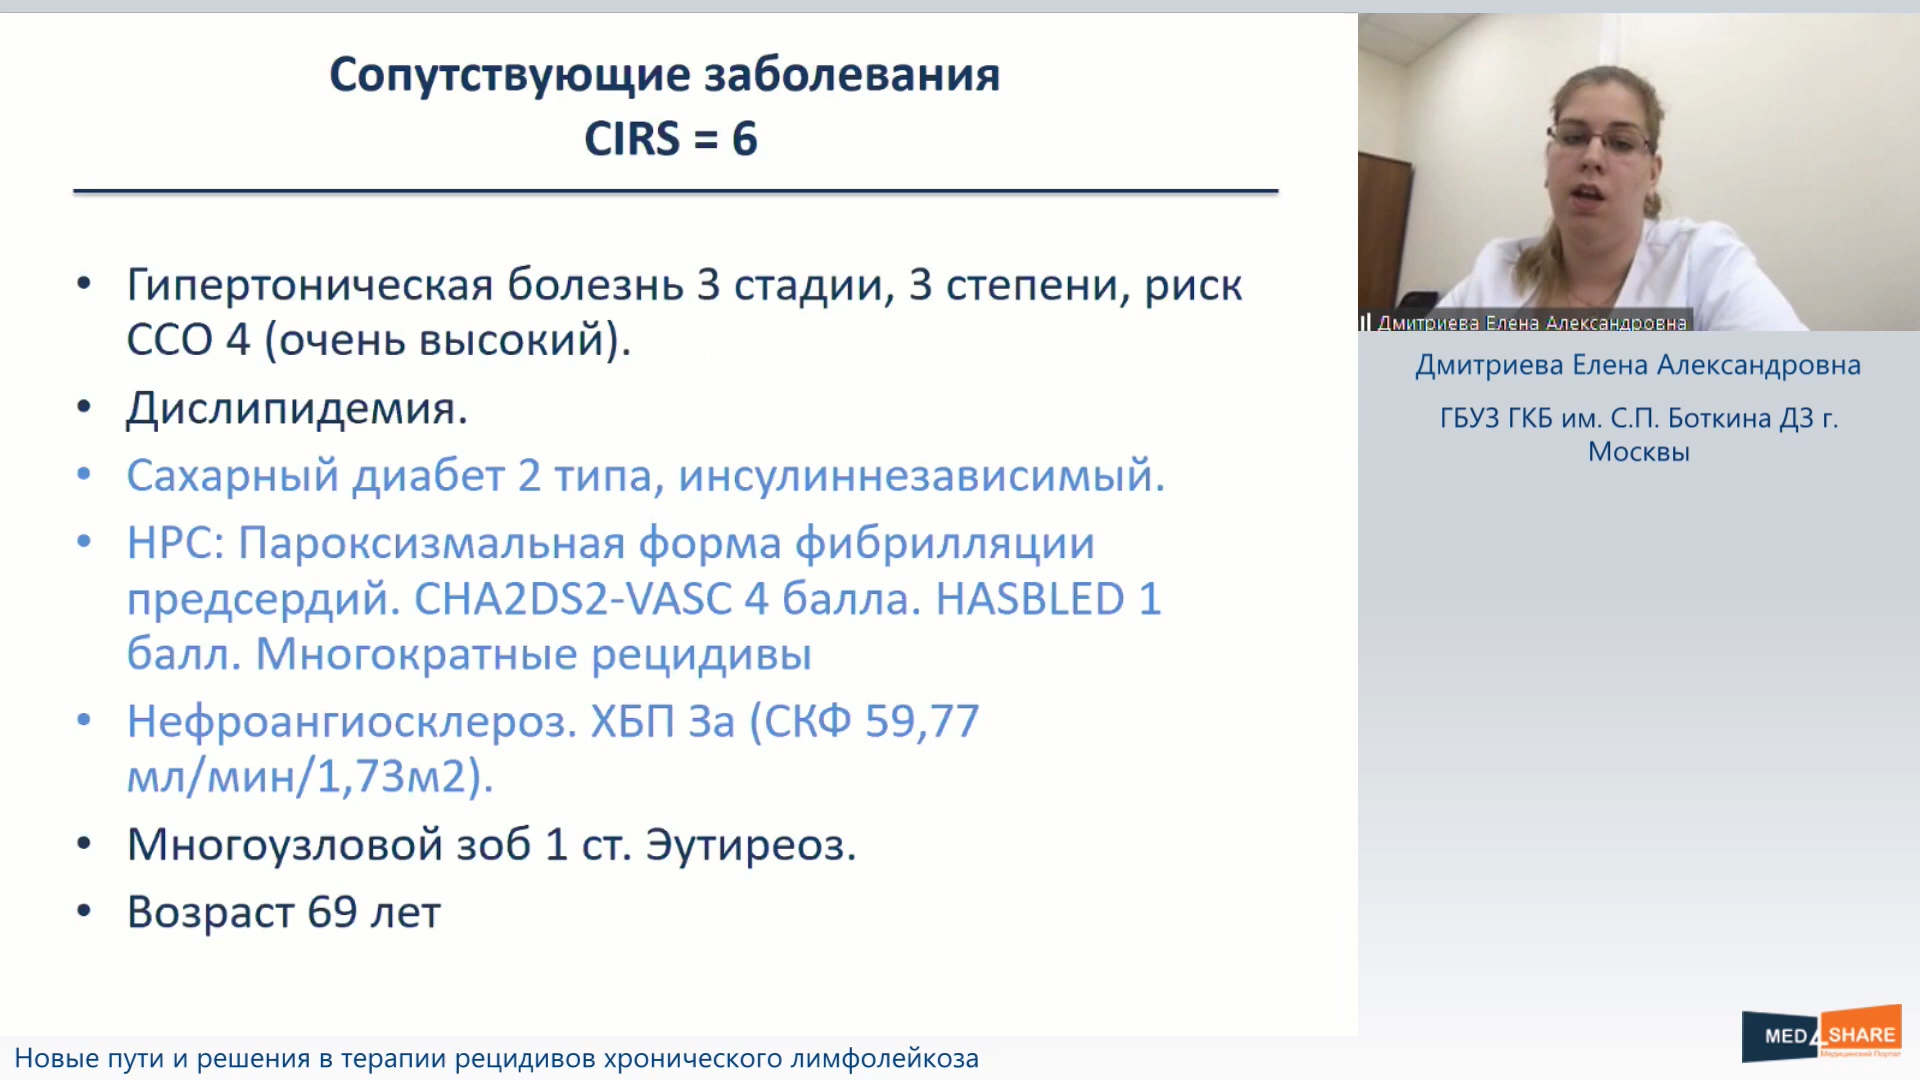 Сопутствующие заболевания
CIRS = 6
• Гипертоническая болезнь 3 стадии, 3 степени, риск
ССО 4 (очень высокий).
• Дислипидемия.
• Сахарный диабет 2 типа, инсулиннезависимый.
• НРС: Пароксизмальная форма фибрилляции
предсердий. CHA2DS2-VASC 4 балла. HASBLED 1
балл. Многократные рецидивы
• Нефроангиосклероз. ХБП 3а (СКФ 59,77
мл/мин/1,73м2).
• Многоузловой зоб 1 ст. Эутиреоз.
• Возраст 69 лет
Дмитриева Елена Александровна
Дмитриева Елена Александровна
ГБУЗ ГКБ им. С.П. Боткина ДЗ г.
Москвы
MED4SHARE
Медицинский Портал
Новые пути и решения в терапии рецидивов хронического лимфолейкоза